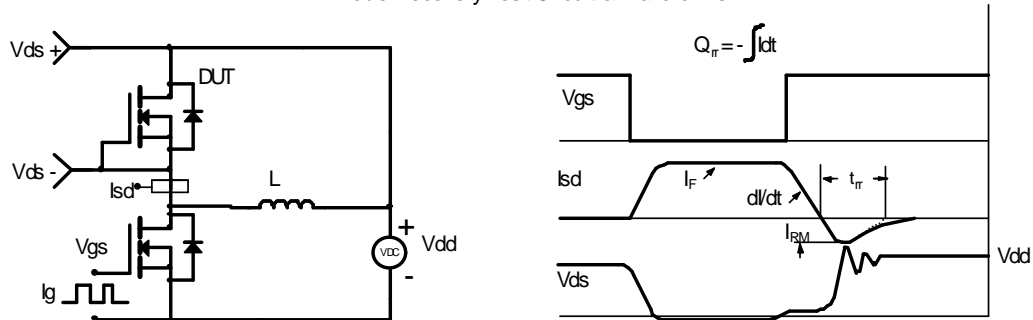 Vds +
DUT
Vds -
Isd
L
Vgs
Ig
VDC
+
-
Vdd
Qrr = - ∫Idt
Vgs
Isd
IF
dI/dt
trr
IRM
Vds
Vdd